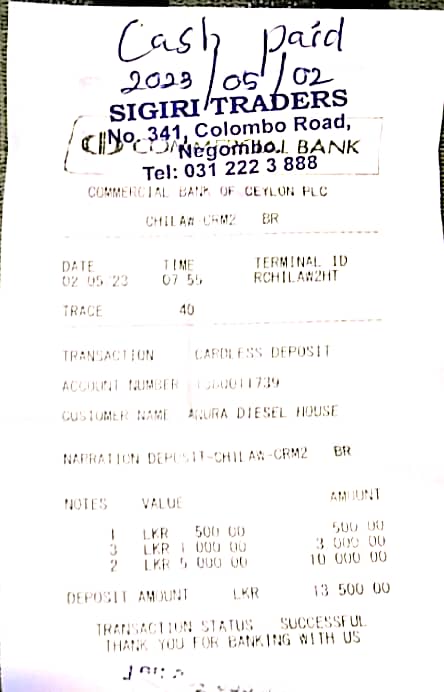 Cash paid
2023/05/02
SIGIRI TRADERS
No. 341, Colombo Road,
Negombo.
BANK
Tel: 031 222 3 888
COMMERCIAL BANK OF CEYLON PLC
CHILAW-CRM2 BR
DATE TIME TERMINAL ID
02 05 23 07 55 RCHILAW2HT
TRACE 40
TRANSACTION CARDLESS DEPOSIT
ACCOUNT NUMBER
CUSTOMER NAME ANURA DIESEL HOUSE
NARRATION DEPOSIT-CHILAW-CRM2 BR
NOTES VALUE AMOUNT
1 LKR 500 00 500 00
3 LKR 1 000 00 3 000 00
2 LKR 5 000 00 10 000 00
DEPOSIT AMOUNT LKR 13 500 00
TRANSACTION STATUS SUCCESSFUL
THANK YOU FOR BANKING WITH US